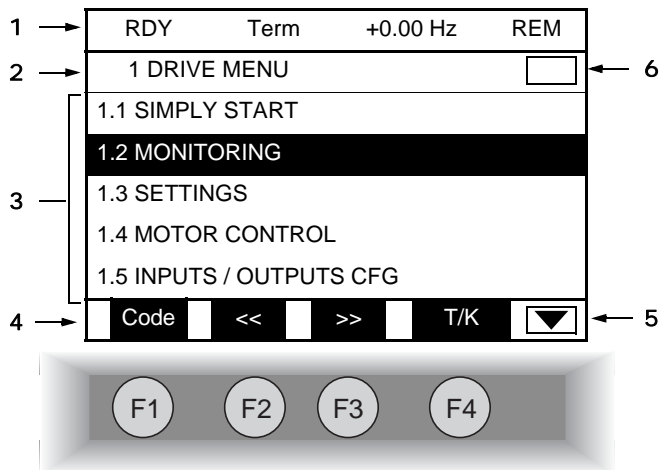 1 RDY Term +0.00 Hz REM
2 1 DRIVE MENU 6
1.1 SIMPLY START
1.2 MONITORING
3 1.3 SETTINGS
1.4 MOTOR CONTROL
1.5 INPUTS / OUTPUTS CFG
4 Code << >> T/K 5
F1 F2 F3 F4